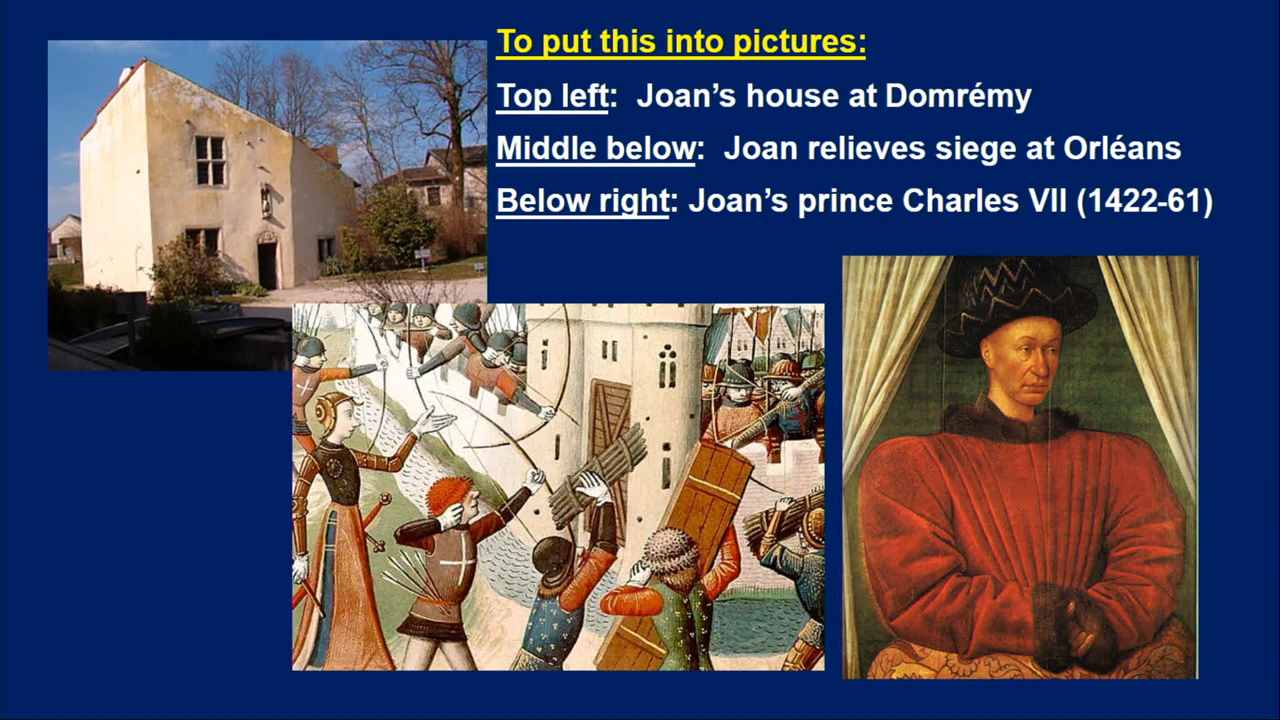 To put this into pictures:
Top left:  Joan’s house at Domrémy
Middle below:  Joan relieves siege at Orléans
Below right: Joan’s prince Charles VII (1422-61)